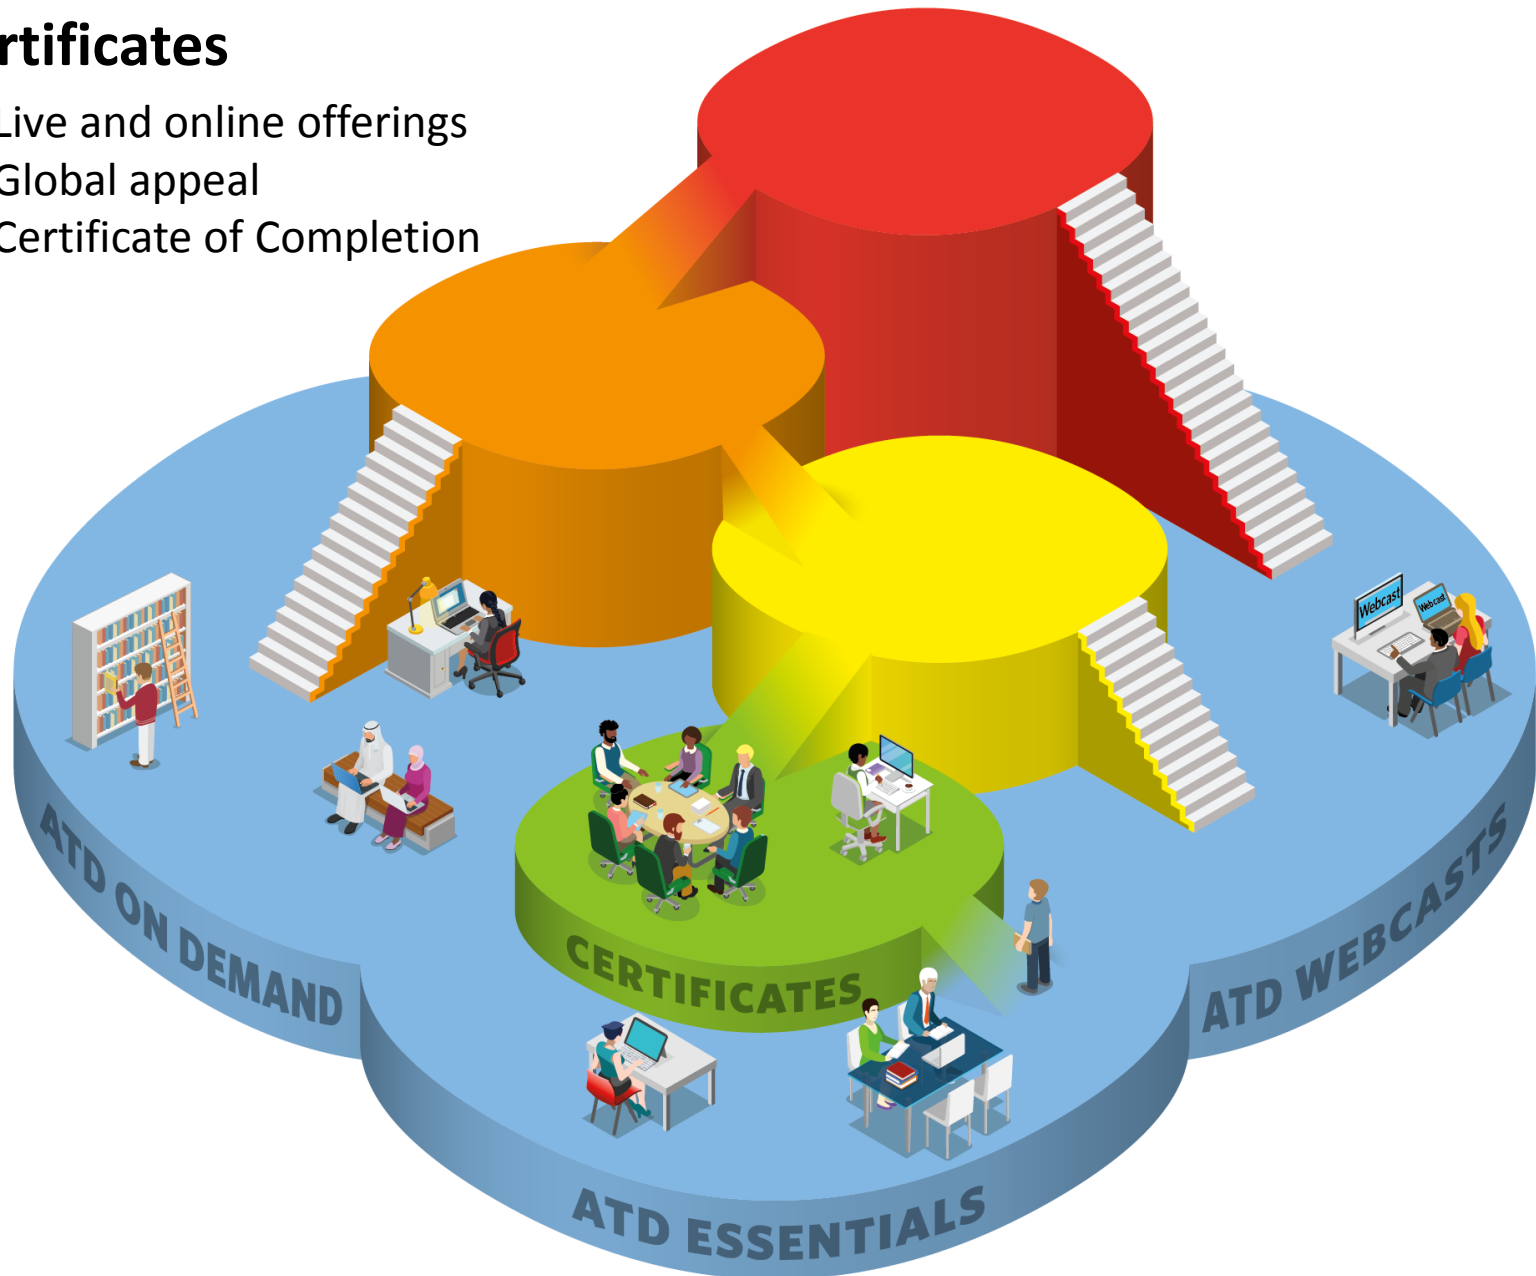 rtificates
Live and online offerings
Global appeal
Certificate of Completion
Webcast
Webcast
ATD ON DEMAND
CERTIFICATES
ATD WEBCASTS
ATD ESSENTIALS